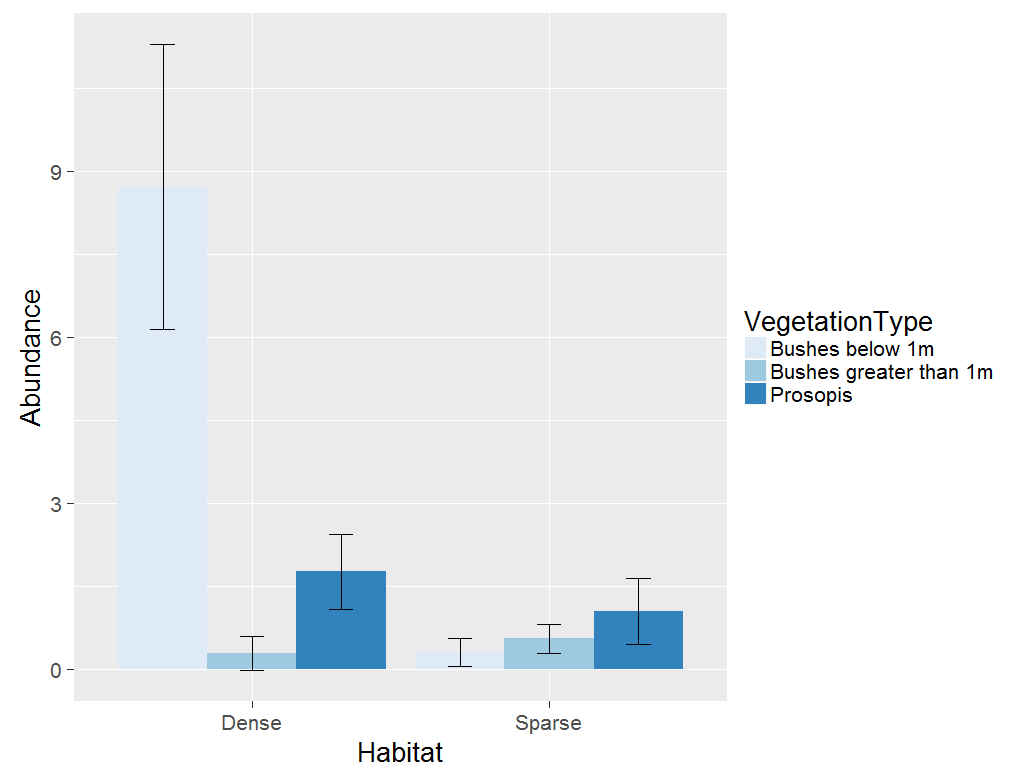 9
6
3
0
Abundance
Dense
Sparse
Habitat
VegetationType
Bushes below 1m
Bushes greater than 1m
Prosopis